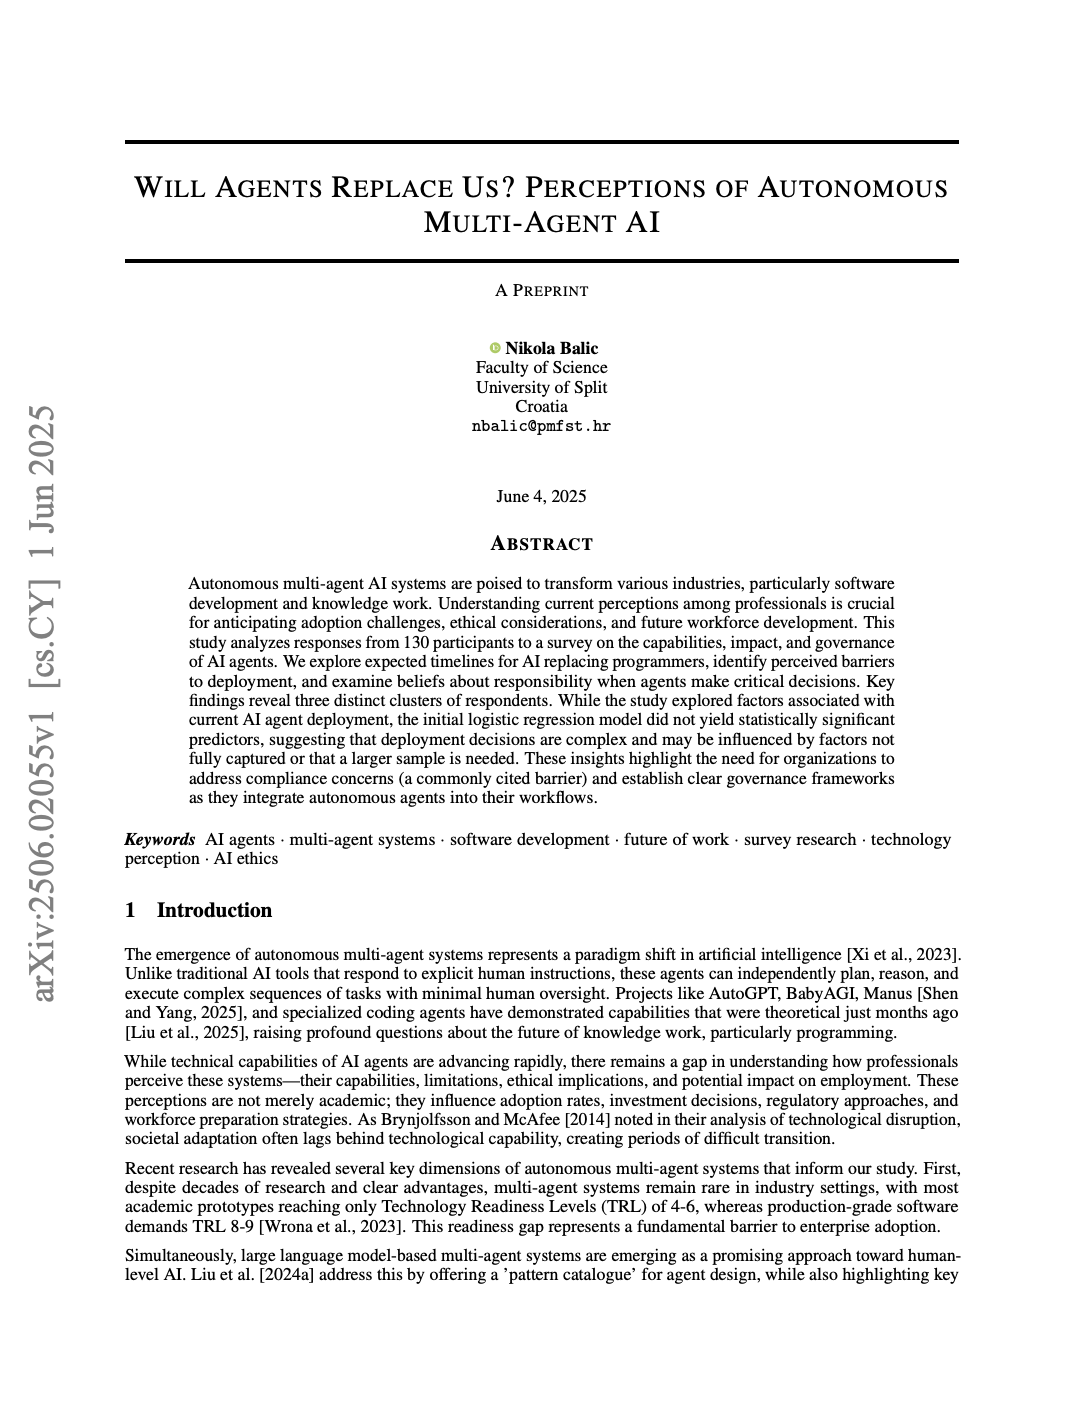 WILL AGENTS REPLACE US? PERCEPTIONS OF AUTONOMOUS
MULTI-AGENT AI
A PREPRINT
Nikola Balic
Faculty of Science
University of Split
Croatia
nbalic@pmfst.hr
June 4, 2025
ABSTRACT
Autonomous multi-agent AI systems are poised to transform various industries, particularly software
development and knowledge work. Understanding current perceptions among professionals is crucial
for anticipating adoption challenges, ethical considerations, and future workforce development. This
study analyzes responses from 130 participants to a survey on the capabilities, impact, and governance
of AI agents. We explore expected timelines for AI replacing programmers, identify perceived barriers
to deployment, and examine beliefs about responsibility when agents make critical decisions. Key
findings reveal three distinct clusters of respondents. While the study explored factors associated with
current AI agent deployment, the initial logistic regression model did not yield statistically significant
predictors, suggesting that deployment decisions are complex and may be influenced by factors not
fully captured or that a larger sample is needed. These insights highlight the need for organizations to
address compliance concerns (a commonly cited barrier) and establish clear governance frameworks
as they integrate autonomous agents into their workflows.
Keywords AI agents · multi-agent systems · software development · future of work · survey research · technology
perception · AI ethics
1 Introduction
The emergence of autonomous multi-agent systems represents a paradigm shift in artificial intelligence [Xi et al., 2023].
Unlike traditional AI tools that respond to explicit human instructions, these agents can independently plan, reason, and
execute complex sequences of tasks with minimal human oversight. Projects like AutoGPT, BabyAGI, Manus [Shen
and Yang, 2025], and specialized coding agents have demonstrated capabilities that were theoretical just months ago
[Liu et al., 2025], raising profound questions about the future of knowledge work, particularly programming.
While technical capabilities of AI agents are advancing rapidly, there remains a gap in understanding how professionals
perceive these systems—their capabilities, limitations, ethical implications, and potential impact on employment. These
perceptions are not merely academic; they influence adoption rates, investment decisions, regulatory approaches, and
workforce preparation strategies. As Brynjolfsson and McAfee [2014] noted in their analysis of technological disruption,
societal adaptation often lags behind technological capability, creating periods of difficult transition.
Recent research has revealed several key dimensions of autonomous multi-agent systems that inform our study. First,
despite decades of research and clear advantages, multi-agent systems remain rare in industry settings, with most
academic prototypes reaching only Technology Readiness Levels (TRL) of 4-6, whereas production-grade software
demands TRL 8-9 [Wrona et al., 2023]. This readiness gap represents a fundamental barrier to enterprise adoption.
Simultaneously, large language model-based multi-agent systems are emerging as a promising approach toward human-
level AI. Liu et al. [2024a] address this by offering a ’pattern catalogue’ for agent design, while also highlighting key
arXiv:2506.02055v1 [cs.CY] 1 Jun 2025